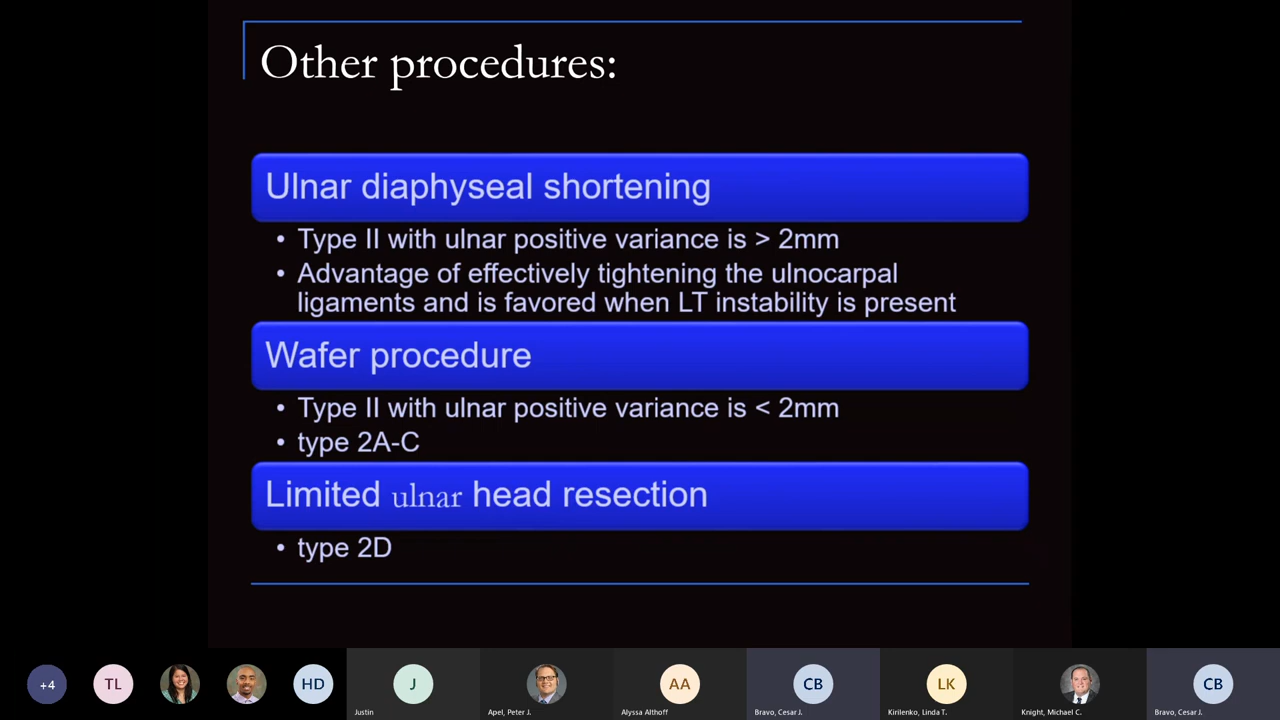 Other procedures:
Ulnar diaphyseal shortening
• Type II with ulnar positive variance is > 2mm
• Advantage of effectively tightening the ulnocarpal
ligaments and is favored when LT instability is present
Wafer procedure
• Type II with ulnar positive variance is < 2mm
• type 2A-C
Limited ulnar head resection
• type 2D
+4
TL
HD
J
AA
CB
LK
CB
Justin
Apel, Peter J.
Alyssa Althoff
Bravo, Cesar J.
Kirilenko, Linda T.
Knight, Michael C.
Bravo, Cesar J.